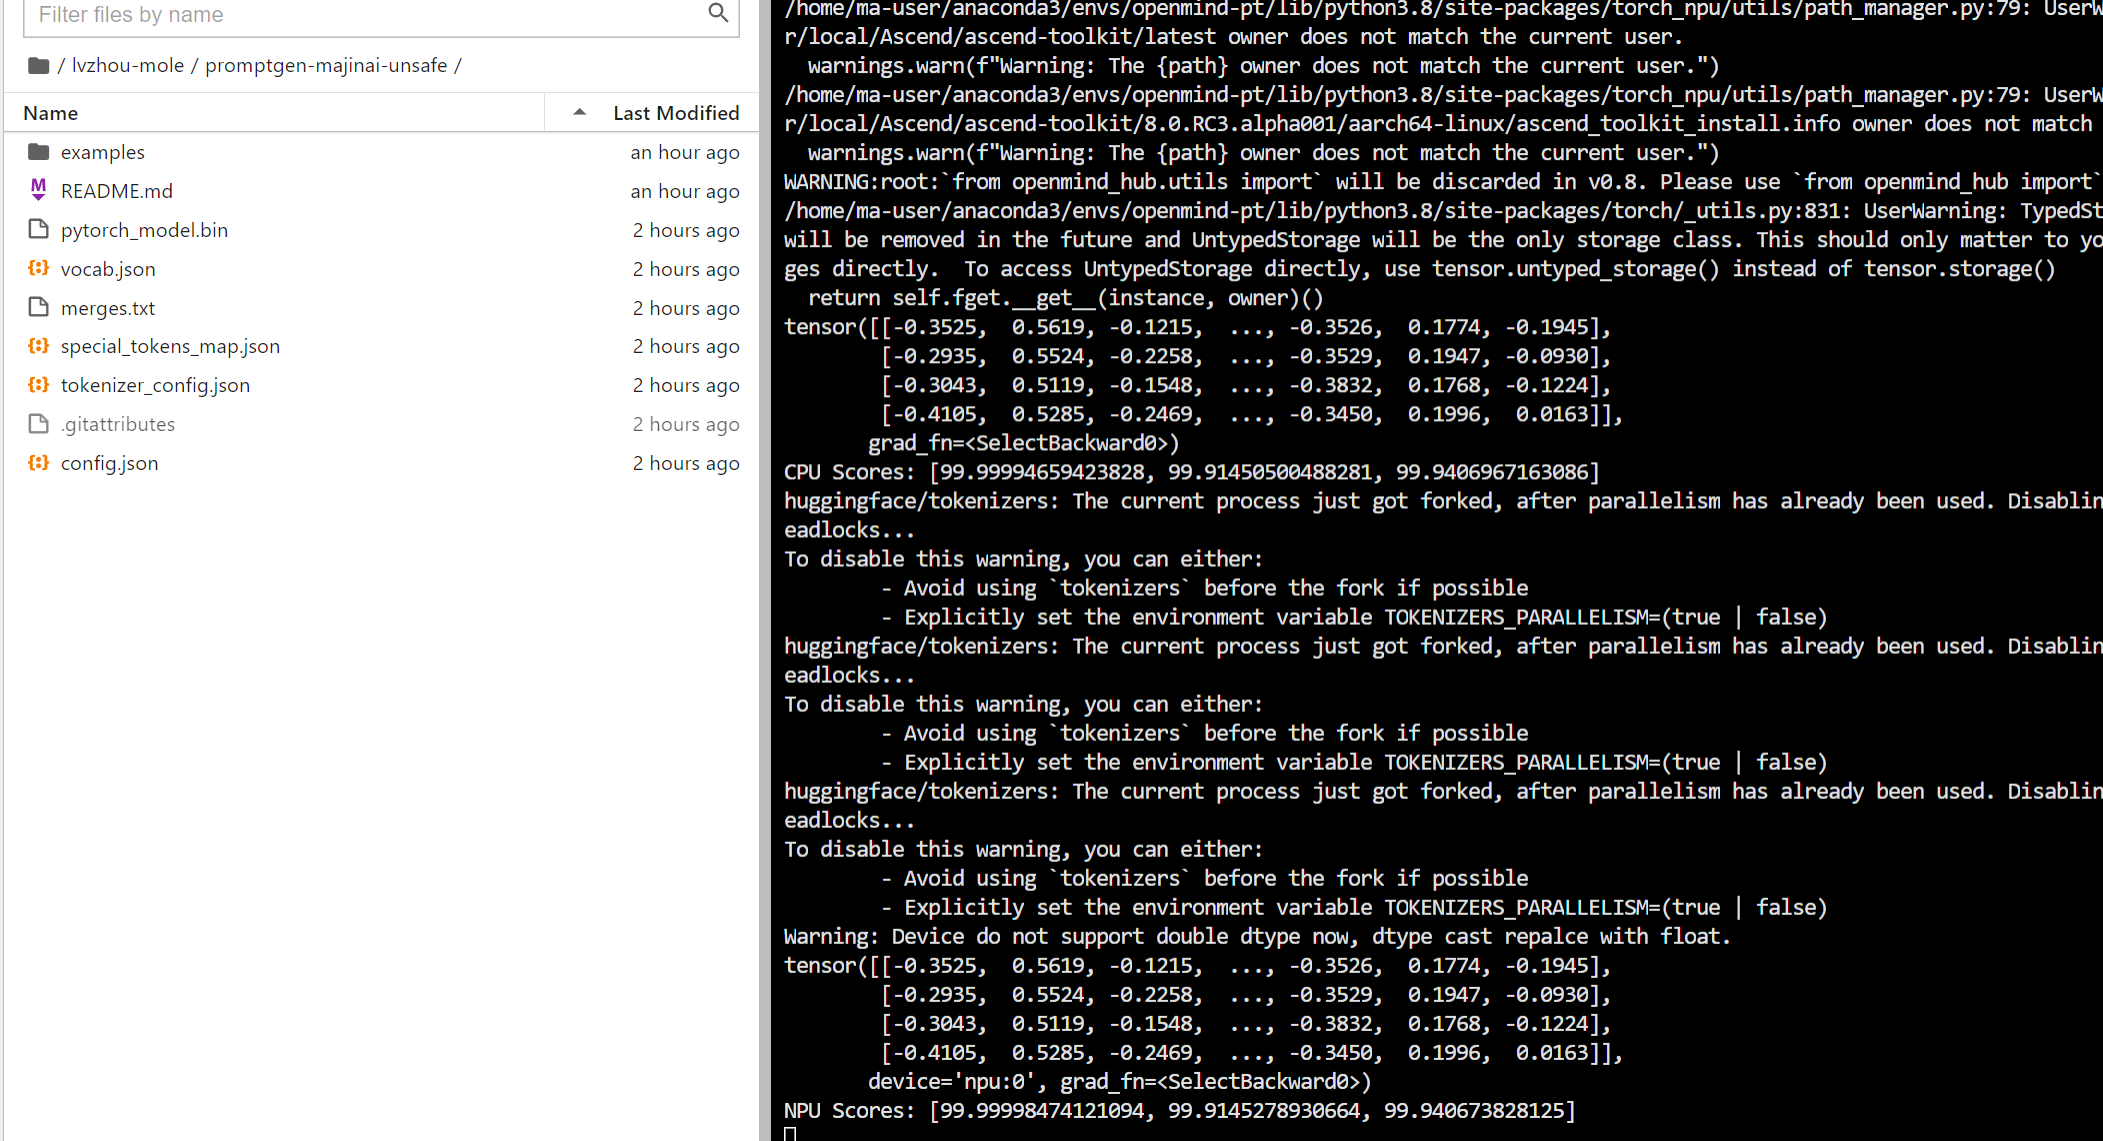 Filter files by name
/ lvzhou-mole / promptgen-majinai-unsafe /
Name Last Modified
examples an hour ago
README.md an hour ago
pytorch_model.bin 2 hours ago
vocab.json 2 hours ago
merges.txt 2 hours ago
special_tokens_map.json 2 hours ago
tokenizer_config.json 2 hours ago
.gitattributes 2 hours ago
config.json 2 hours ago
/home/ma-user/anaconda3/envs/openmind-pt/lib/python3.8/site-packages/torch_npu/utils/path_manager.py:79: UserW
r/local/Ascend/ascend-toolkit/latest owner does not match the current user.
  warnings.warn(f"Warning: The {path} owner does not match the current user.")
/home/ma-user/anaconda3/envs/openmind-pt/lib/python3.8/site-packages/torch_npu/utils/path_manager.py:79: UserW
r/local/Ascend/ascend-toolkit/8.0.RC3.alpha001/aarch64-linux/ascend_toolkit_install.info owner does not match
  warnings.warn(f"Warning: The {path} owner does not match the current user.")
WARNING:root:`from openmind_hub.utils import` will be discarded in v0.8. Please use `from openmind_hub import`
/home/ma-user/anaconda3/envs/openmind-pt/lib/python3.8/site-packages/torch/_utils.py:831: UserWarning: TypedSt
will be removed in the future and UntypedStorage will be the only storage class. This should only matter to yo
ges directly.  To access UntypedStorage directly, use tensor.untyped_storage() instead of tensor.storage()
  return self.fget.__get__(instance, owner)()
tensor([[-0.3525,  0.5619, -0.1215,  ..., -0.3526,  0.1774, -0.1945],
        [-0.2935,  0.5524, -0.2258,  ..., -0.3529,  0.1947, -0.0930],
        [-0.3043,  0.5119, -0.1548,  ..., -0.3832,  0.1768, -0.1224],
        [-0.4105,  0.5285, -0.2469,  ..., -0.3450,  0.1996,  0.0163]],
       grad_fn=<SelectBackward0>)
CPU Scores: [99.99994659423828, 99.91450500488281, 99.9406967163086]
huggingface/tokenizers: The current process just got forked, after parallelism has already been used. Disablin
eadlocks...
To disable this warning, you can either:
        - Avoid using `tokenizers` before the fork if possible
        - Explicitly set the environment variable TOKENIZERS_PARALLELISM=(true | false)
huggingface/tokenizers: The current process just got forked, after parallelism has already been used. Disablin
eadlocks...
To disable this warning, you can either:
        - Avoid using `tokenizers` before the fork if possible
        - Explicitly set the environment variable TOKENIZERS_PARALLELISM=(true | false)
huggingface/tokenizers: The current process just got forked, after parallelism has already been used. Disablin
eadlocks...
To disable this warning, you can either:
        - Avoid using `tokenizers` before the fork if possible
        - Explicitly set the environment variable TOKENIZERS_PARALLELISM=(true | false)
Warning: Device do not support double dtype now, dtype cast repalce with float.
tensor([[-0.3525,  0.5619, -0.1215,  ..., -0.3526,  0.1774, -0.1945],
        [-0.2935,  0.5524, -0.2258,  ..., -0.3529,  0.1947, -0.0930],
        [-0.3043,  0.5119, -0.1548,  ..., -0.3832,  0.1768, -0.1224],
        [-0.4105,  0.5285, -0.2469,  ..., -0.3450,  0.1996,  0.0163]],
       device='npu:0', grad_fn=<SelectBackward0>)
NPU Scores: [99.99998474121094, 99.9145278930664, 99.940673828125]